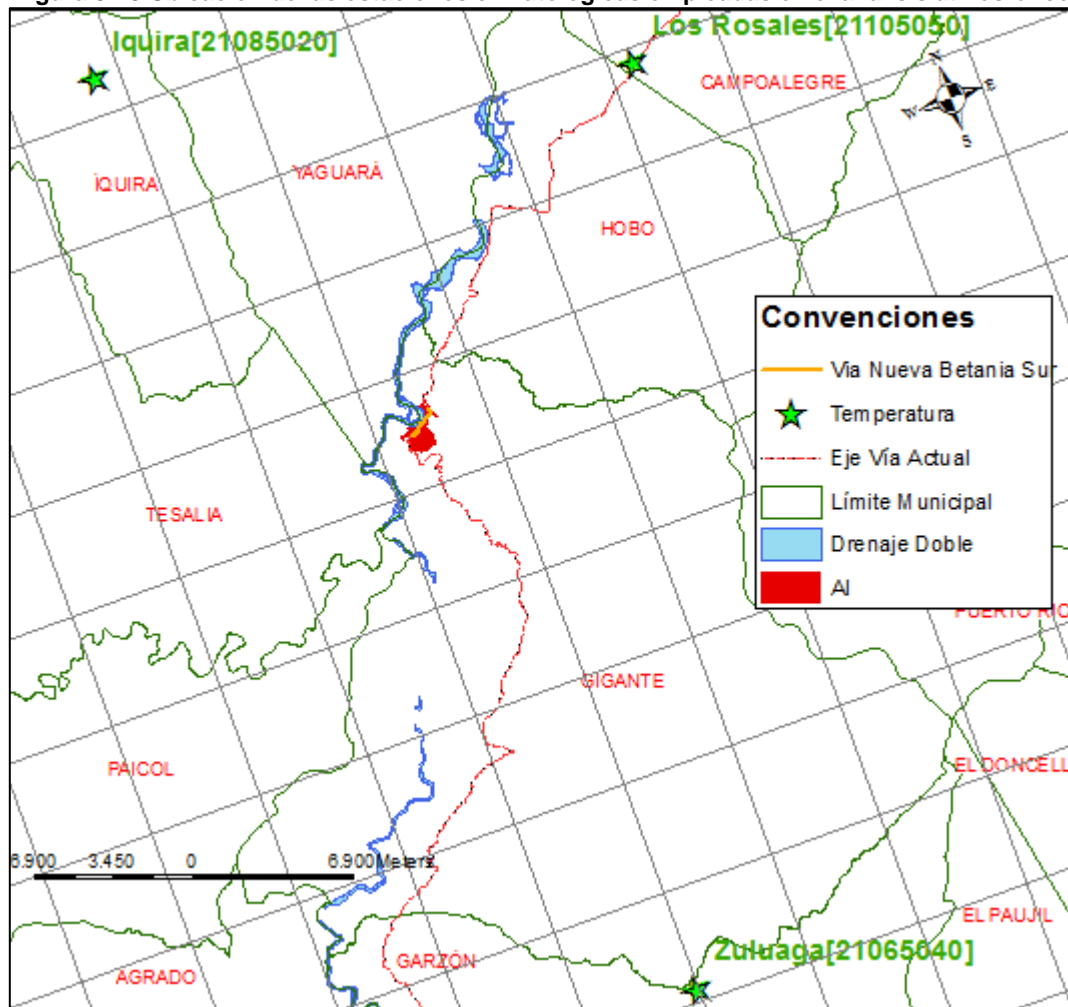 Iquira[21085020]
Los Rosales[21105050]
CAMPOALEGRE
N
E
W
S
ÍQUIRA
YAGUARÁ
HOBO
Convenciones
Via Nueva Betania Sur
Temperatura
Eje Vía Actual
Límite Municipal
Drenaje Doble
AI
TESALIA
PUERTO RICO
GIGANTE
PAICOL
EL DONCELL
6.900 3.450 0 6.900 Meters
EL PAUJIL
Zuluaga[21065040]
GARZÓN
AGRADO